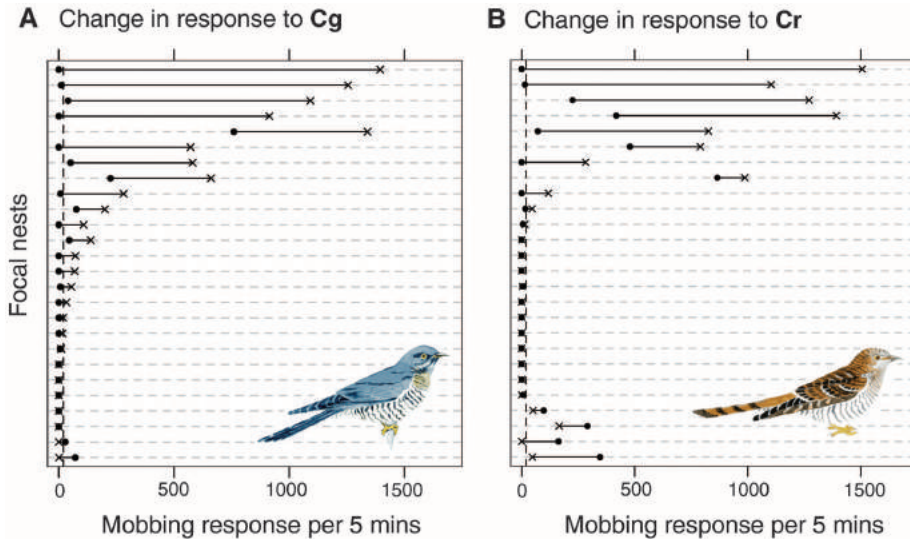 A Change in response to Cg
B Change in response to Cr
Focal nests
0 500 1000 1500
0 500 1000 1500
Mobbing response per 5 mins
Mobbing response per 5 mins